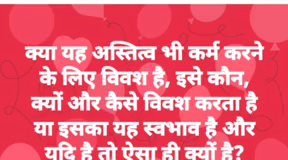 क्या यह अस्तित्व भी कर्म करने
के लिए विवश है, इसे कौन,
क्यों और कैसे विवश करता है
या इसका यह स्वभाव है और
यदि है तो ऐसा ही क्यों है?